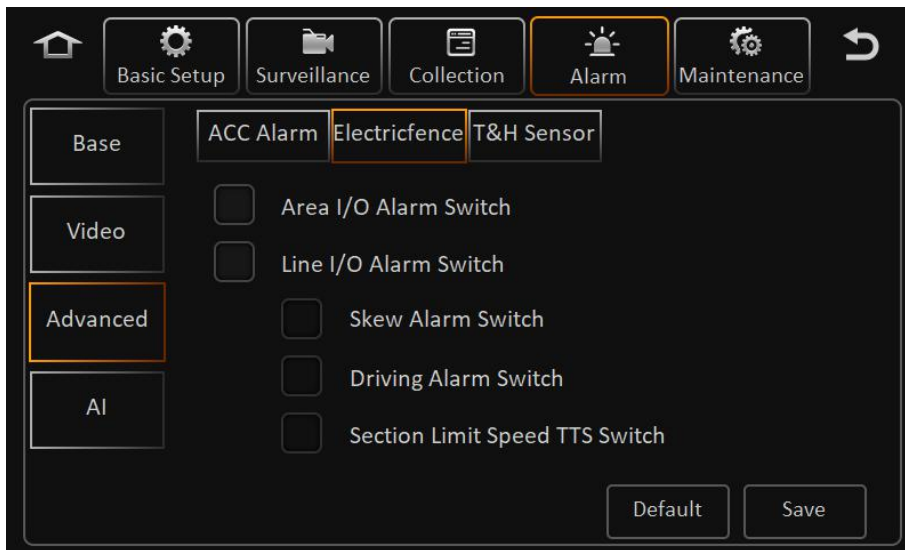 Basic Setup Surveillance Collection Alarm Maintenance
Base
ACC Alarm Electricfence T&H Sensor
Area I/O Alarm Switch
Video
Line I/O Alarm Switch
Advanced
Skew Alarm Switch
Driving Alarm Switch
AI
Section Limit Speed TTS Switch
Default Save